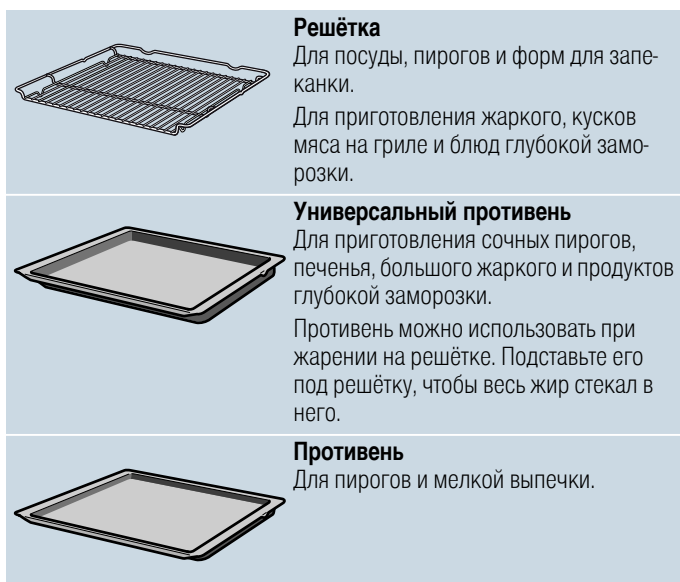 Решётка
Для посуды, пирогов и форм для запе-
канки.
Для приготовления жаркого, кусков
мяса на гриле и блюд глубокой замо-
розки.
Универсальный противень
Для приготовления сочных пирогов,
печенья, большого жаркого и продуктов
глубокой заморозки.
Противень можно использовать при
жарении на решётке. Подставьте его
под решётку, чтобы весь жир стекал в
него.
Противень
Для пирогов и мелкой выпечки.